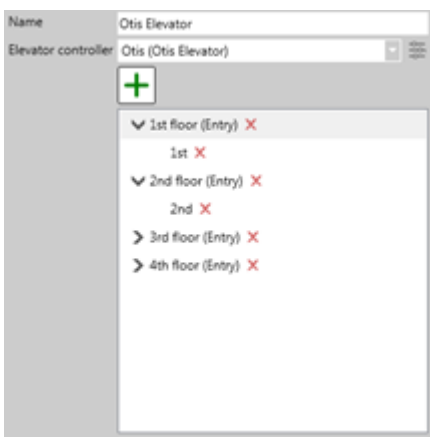 Name Otis Elevator
Elevator controller Otis (Otis Elevator)
1st floor (Entry)
1st
2nd floor (Entry)
2nd
3rd floor (Entry)
4th floor (Entry)